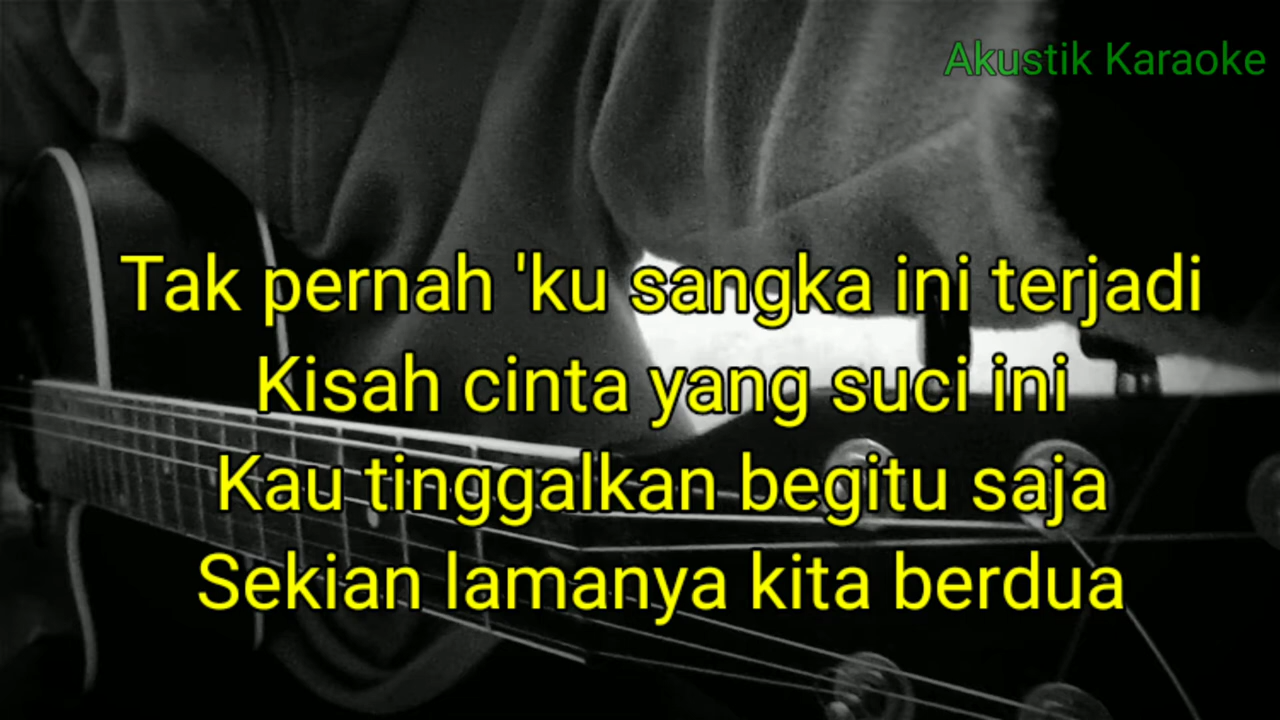 Akustik Karaoke
Tak pernah 'ku sangka ini terjadi
Kisah cinta yang suci ini
Kau tinggalkan begitu saja
Sekian lamanya kita berdua